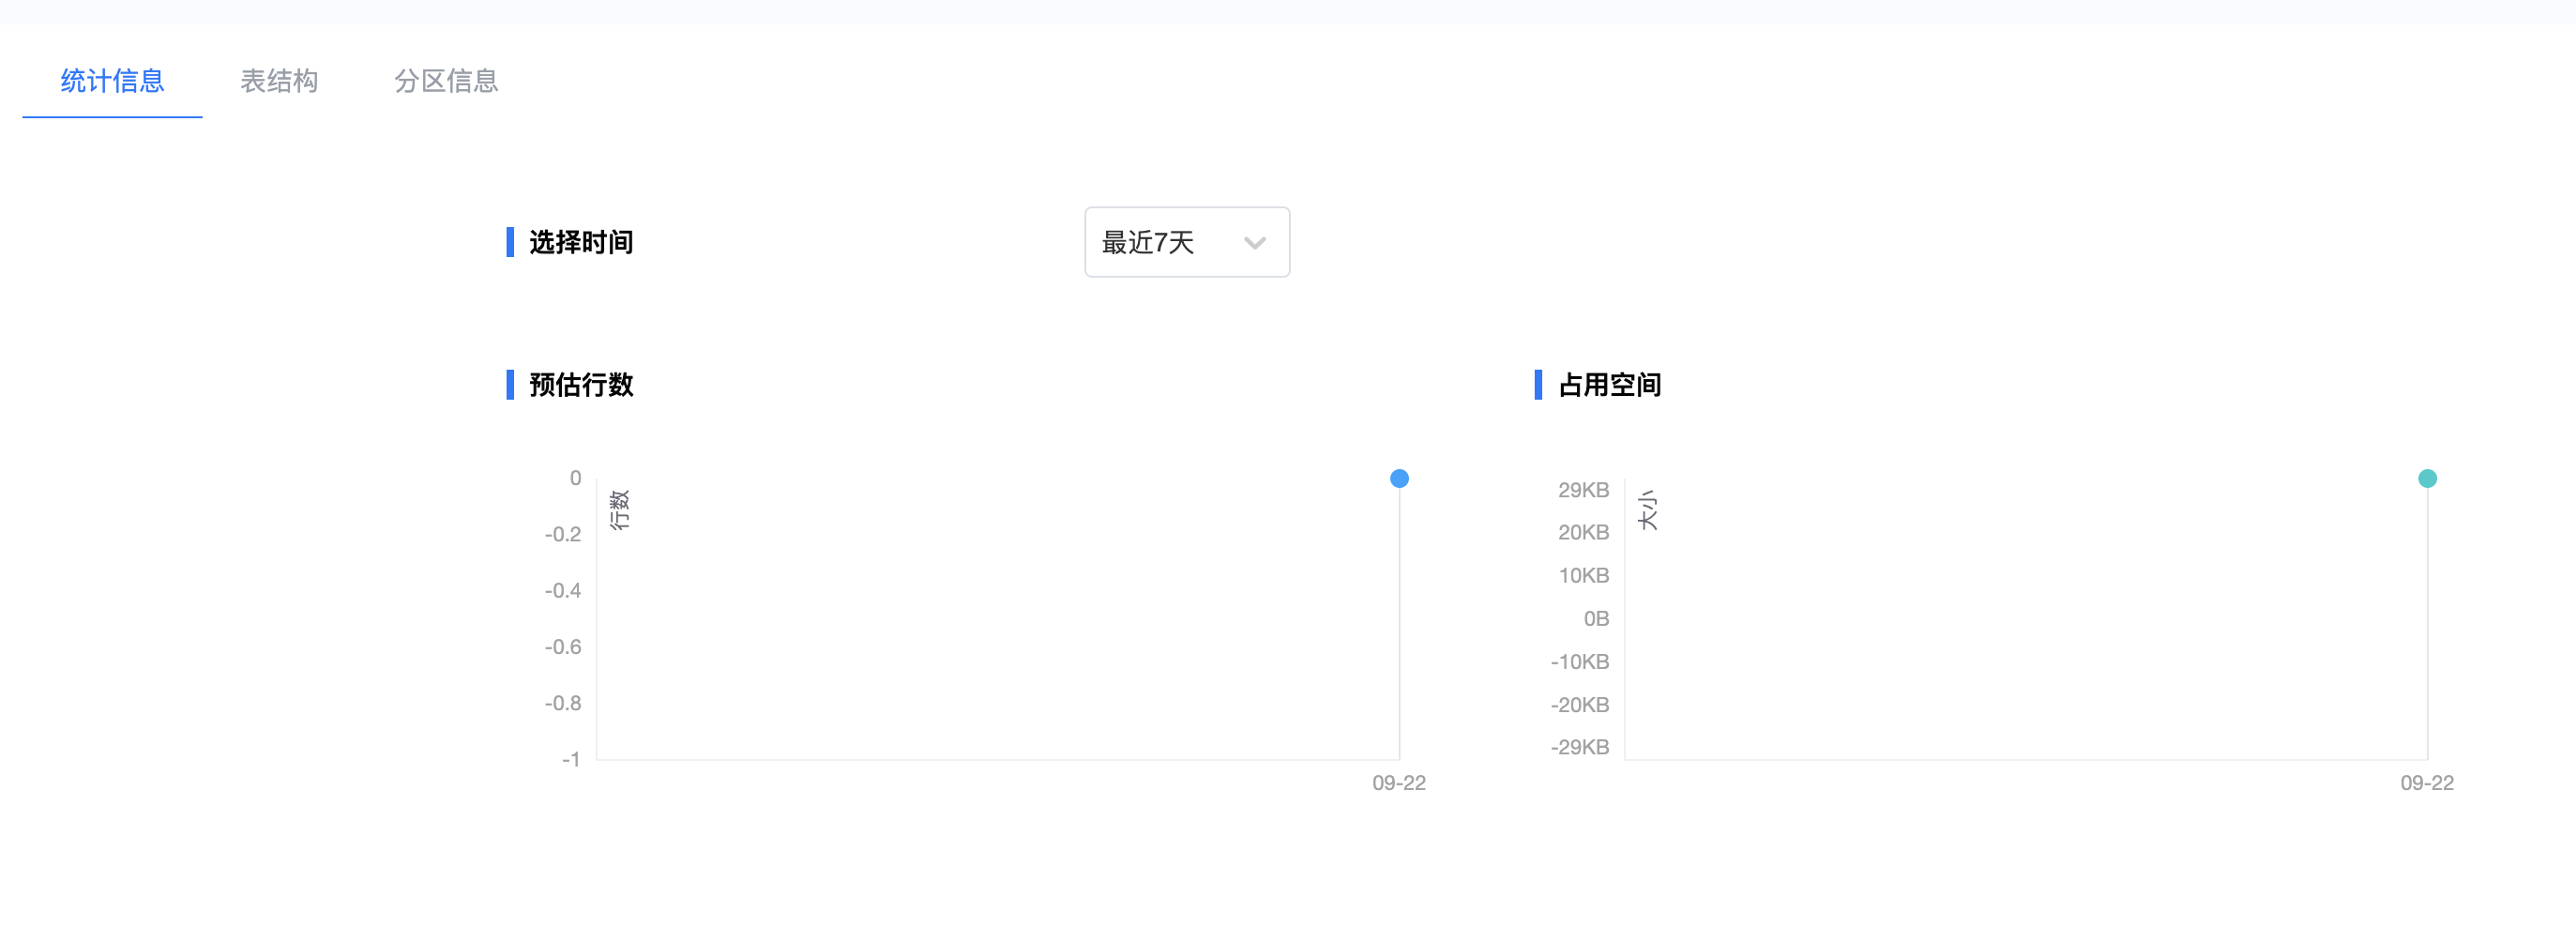 统计信息 表结构 分区信息
选择时间 最近7天
预估行数
0
-0.2
-0.4
-0.6
-0.8
-1
行数
09-22
占用空间
29KB
20KB
10KB
0B
-10KB
-20KB
-29KB
大小
09-22